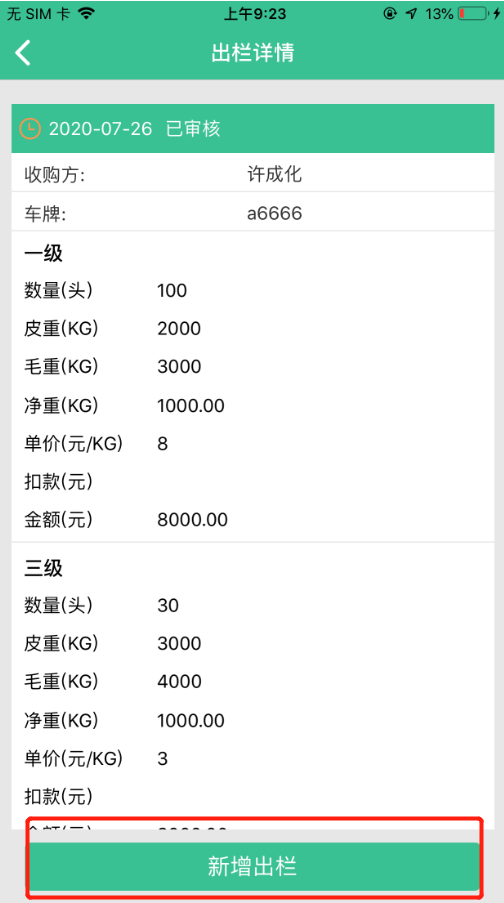 无 SIM 卡 上午9:23 13%
出栏详情
2020-07-26 已审核
收购方: 许成化
车牌: a6666
一级
数量(头) 100
皮重(KG) 2000
毛重(KG) 3000
净重(KG) 1000.00
单价(元/KG) 8
扣款(元)
金额(元) 8000.00
三级
数量(头) 30
皮重(KG) 3000
毛重(KG) 4000
净重(KG) 1000.00
单价(元/KG) 3
扣款(元)
新增出栏